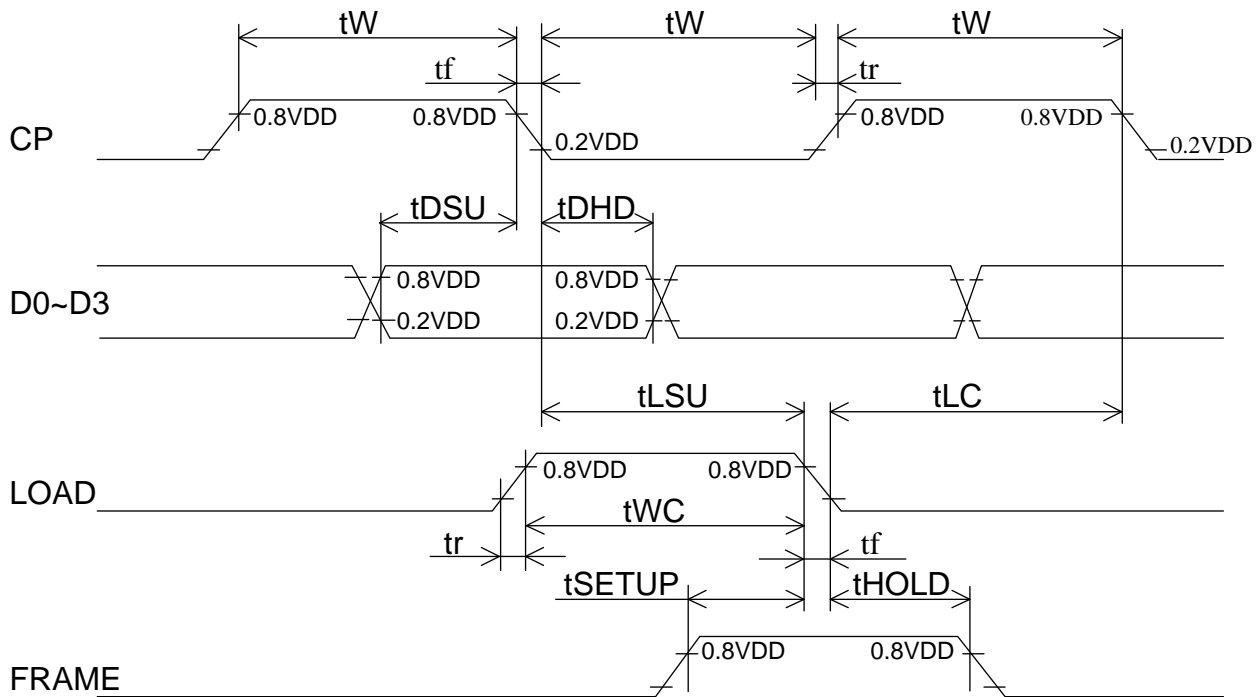 tW tW tW
tf tr
0.8VDD 0.8VDD 0.8VDD 0.8VDD
CP 0.2VDD 0.2VDD
tDSU tDHD
0.8VDD 0.8VDD
D0~D3
0.2VDD 0.2VDD
tLSU tLC
0.8VDD 0.8VDD
LOAD
tWC
tr tf
tSETUP tHOLD
0.8VDD 0.8VDD
FRAME